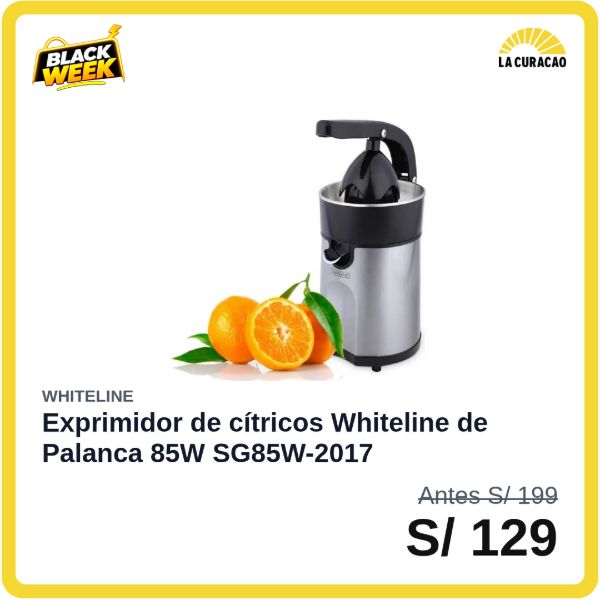 BLACK
WEEK
LA CURACAO
WHITELINE
Exprimidor de cítricos Whiteline de
Palanca 85W SG85W-2017
Antes S/ 199
S/ 129